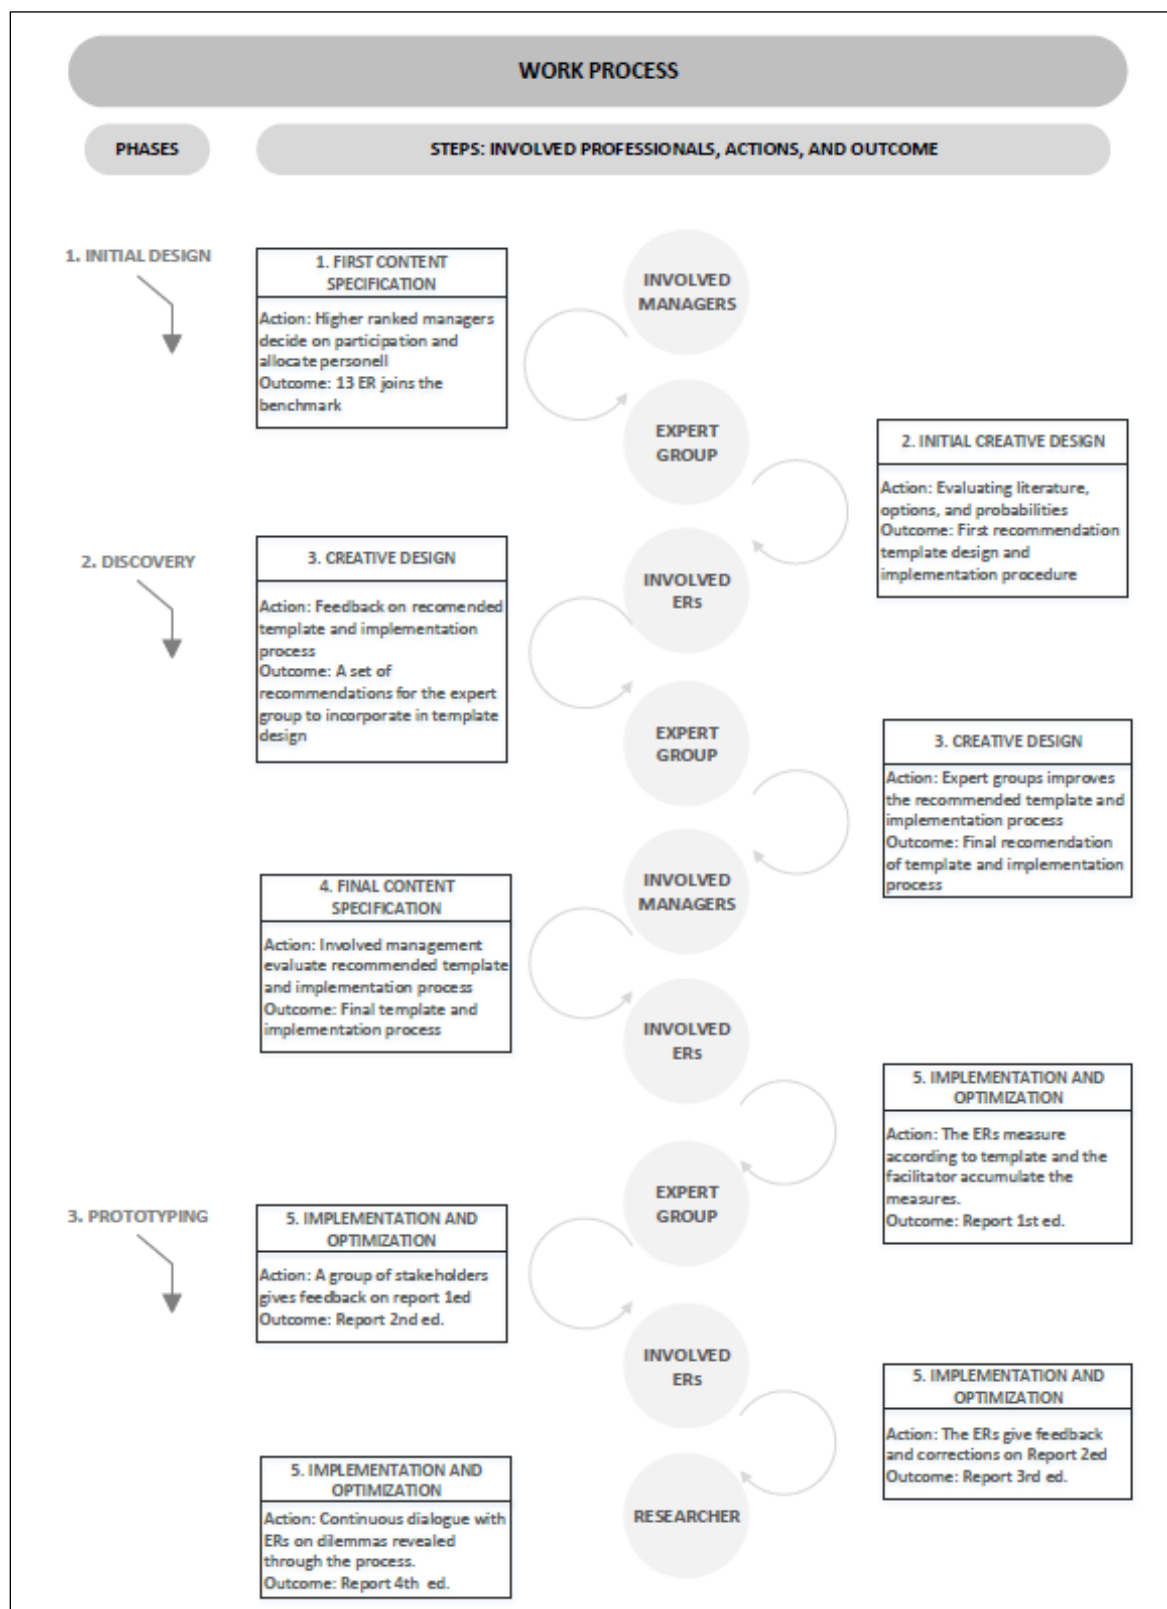 WORK PROCESS
PHASES
STEPS: INVOLVED PROFESSIONALS, ACTIONS, AND OUTCOME
1. INITIAL DESIGN
1. FIRST CONTENT
SPECIFICATION
Action: Higher ranked managers
decide on participation and
allocate personell
Outcome: 13 ER joins the
benchmark
INVOLVED
MANAGERS
EXPERT
GROUP
2. INITIAL CREATIVE DESIGN
Action: Evaluating literature,
options, and probabilities
Outcome: First recommendation
template design and
implementation procedure
2. DISCOVERY
3. CREATIVE DESIGN
Action: Feedback on recomended
template and implementation
process
Outcome: A set of
recommendations for the expert
group to incorporate in template
design
INVOLVED
ERs
EXPERT
GROUP
3. CREATIVE DESIGN
Action: Expert groups improves
the recommended template and
implementation process
Outcome: Final recomendation
of template and implementation
process
INVOLVED
MANAGERS
4. FINAL CONTENT
SPECIFICATION
Action: Involved management
evaluate recommended template
and implementation process
Outcome: Final template and
implementation process
INVOLVED
ERs
5. IMPLEMENTATION AND
OPTIMIZATION
Action: The ERs measure
according to template and the
facilitator accumulate the
measures.
Outcome: Report 1st ed.
EXPERT
GROUP
3. PROTOTYPING
5. IMPLEMENTATION AND
OPTIMIZATION
Action: A group of stakeholders
gives feedback on report 1ed
Outcome: Report 2nd ed.
INVOLVED
ERs
5. IMPLEMENTATION AND
OPTIMIZATION
Action: The ERs give feedback
and corrections on Report 2ed
Outcome: Report 3rd ed.
5. IMPLEMENTATION AND
OPTIMIZATION
Action: Continuous dialogue with
ERs on dilemmas revealed
through the process.
Outcome: Report 4th ed.
RESEARCHER